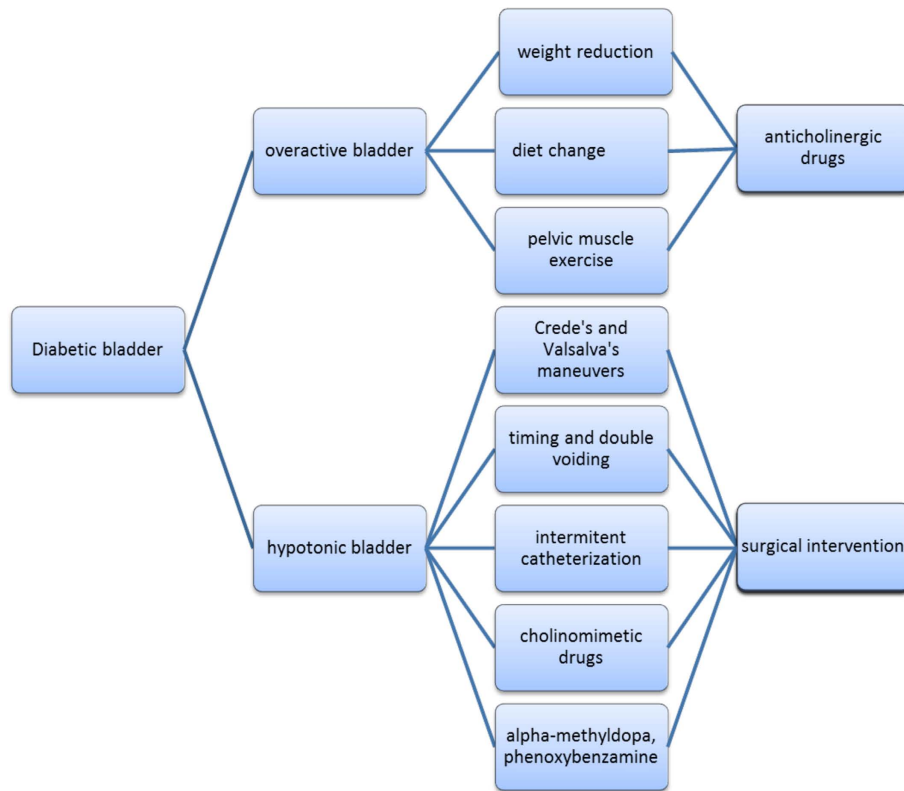 Diabetic bladder
overactive bladder
weight reduction
diet change
pelvic muscle
exercise
anticholinergic
drugs
hypotonic bladder
Crede's and
Valsalva's
maneuvers
timing and double
voiding
intermitent
catheterization
cholinomimetic
drugs
alpha-methyldopa,
phenoxybenzamine
surgical intervention